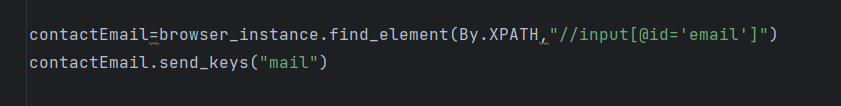 contactEmail=browser_instance.find_element(By.XPATH,"//input[@id='email']")
contactEmail.send_keys("mail")